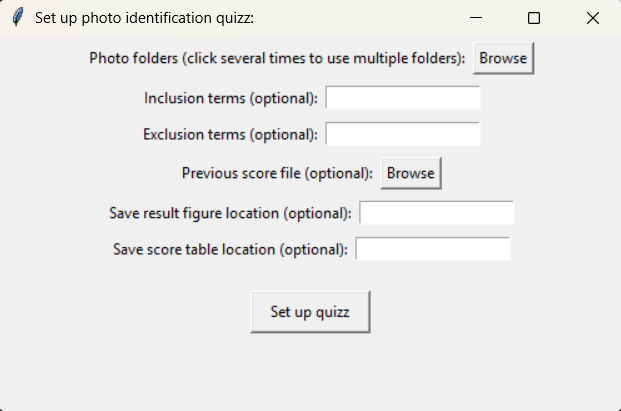 Set up photo identification quizz:
Photo folders (click several times to use multiple folders): Browse
Inclusion terms (optional):
Exclusion terms (optional):
Previous score file (optional): Browse
Save result figure location (optional):
Save score table location (optional):
Set up quizz